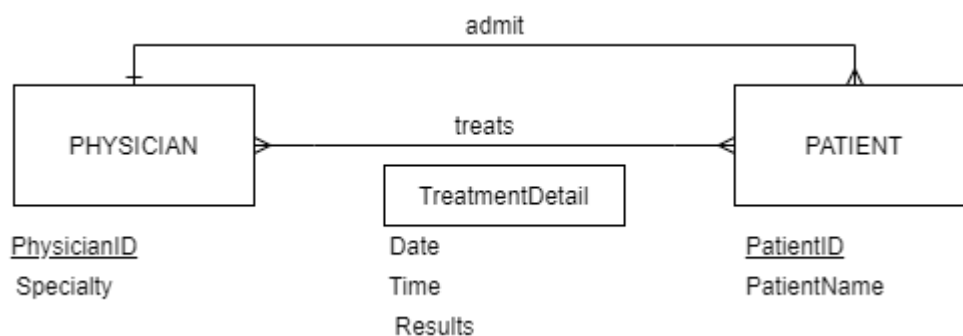 admit
PHYSICIAN
treats
PATIENT
TreatmentDetail
PhysicianID
Specialty
Date
Time
Results
PatientID
PatientName